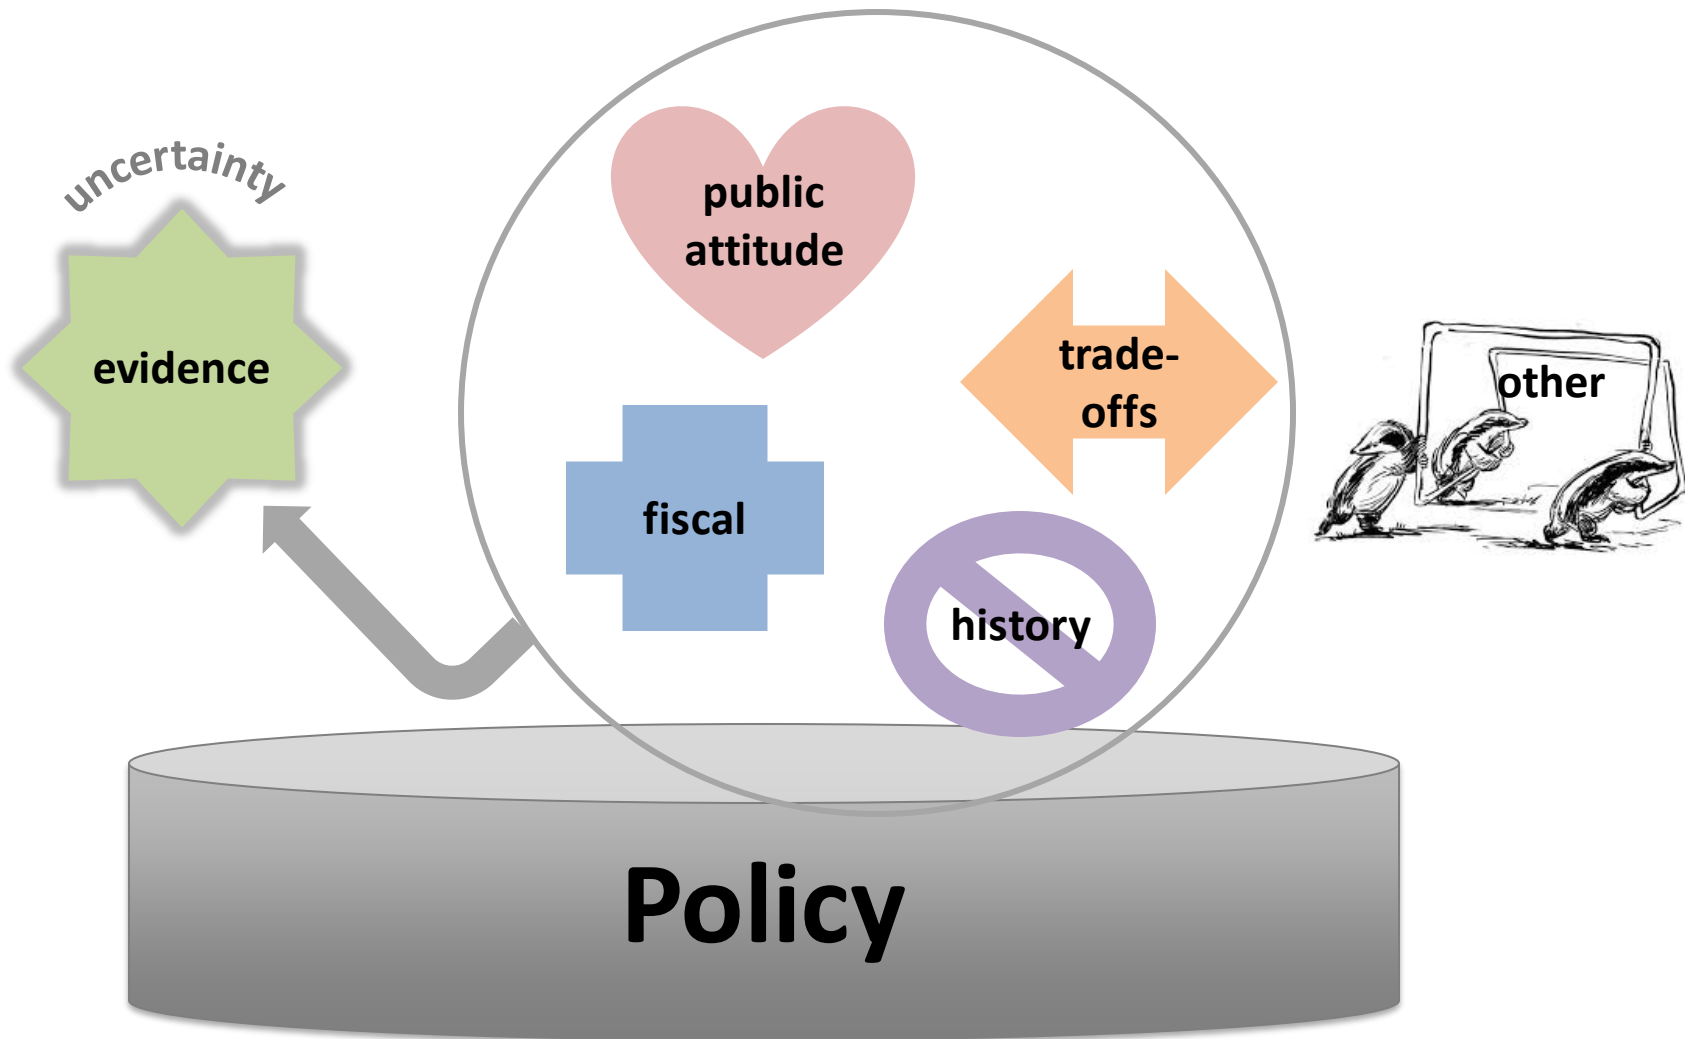 uncertainty
evidence
public
attitude
trade-
offs
other
fiscal
history
Policy